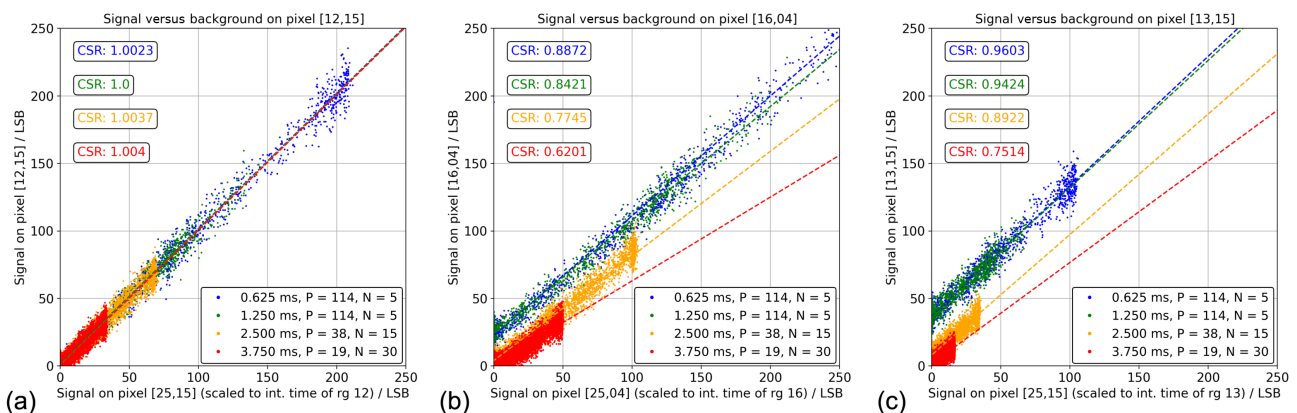 Signal versus background on pixel [12,15]
Signal on pixel [12,15] / LSB
250
200
150
100
50
0
CSR: 1.0023
CSR: 1.0
CSR: 1.0037
CSR: 1.004
0.625 ms, P = 114, N = 5
1.250 ms, P = 114, N = 5
2.500 ms, P = 38, N = 15
3.750 ms, P = 19, N = 30
0 50 100 150 200 250
(a)
Signal on pixel [25,15] (scaled to int. time of rg 12) / LSB
Signal versus background on pixel [16,04]
Signal on pixel [16,04] / LSB
250
200
150
100
50
0
CSR: 0.8872
CSR: 0.8421
CSR: 0.7745
CSR: 0.6201
0.625 ms, P = 114, N = 5
1.250 ms, P = 114, N = 5
2.500 ms, P = 38, N = 15
3.750 ms, P = 19, N = 30
0 50 100 150 200 250
(b)
Signal on pixel [25,04] (scaled to int. time of rg 16) / LSB
Signal versus background on pixel [13,15]
Signal on pixel [13,15] / LSB
250
200
150
100
50
0
CSR: 0.9603
CSR: 0.9424
CSR: 0.8922
CSR: 0.7514
0.625 ms, P = 114, N = 5
1.250 ms, P = 114, N = 5
2.500 ms, P = 38, N = 15
3.750 ms, P = 19, N = 30
0 50 100 150 200 250
(c)
Signal on pixel [25,15] (scaled to int. time of rg 13) / LSB